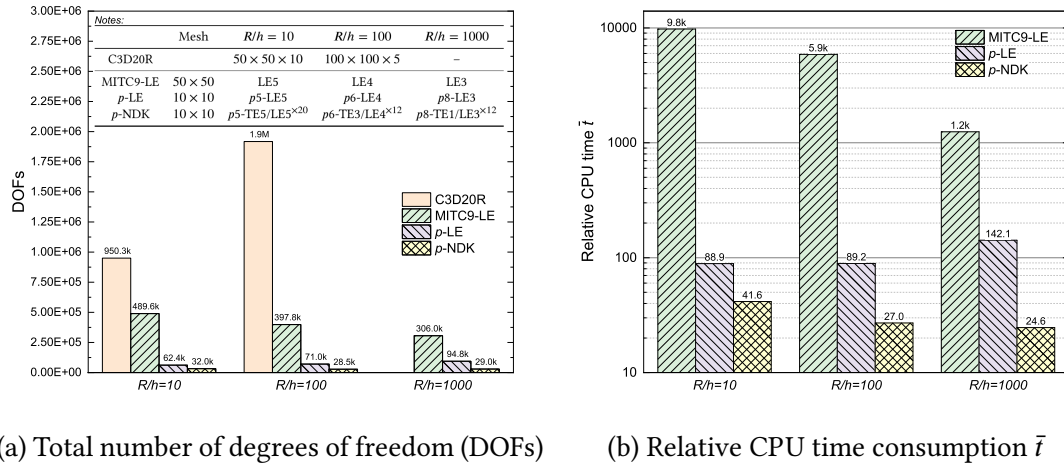 3.00E+06
2.75E+06
2.50E+06
2.25E+06
2.00E+06
1.75E+06
1.50E+06
1.25E+06
1.00E+06
7.50E+05
5.00E+05
2.50E+05
0.00E+00
DOFs
Notes:
Mesh R/h = 10 R/h = 100 R/h = 1000
C3D20R 50 × 50 × 10 100 × 100 × 5 –
MITC9-LE 50 × 50 LE5 LE4 LE3
p-LE 10 × 10 p5-LE5 p6-LE4 p8-LE3
p-NDK 10 × 10 p5-TE5/LE5×20 p6-TE3/LE4×12 p8-TE1/LE3×12
C3D20R
MITC9-LE
p-LE
p-NDK
950.3k
489.6k
62.4k
32.0k
1.9M
397.8k
71.0k
28.5k
306.0k
94.8k
29.0k
R/h=10 R/h=100 R/h=1000
(a) Total number of degrees of freedom (DOFs)
10000
1000
100
10
Relative CPU time t̄
MITC9-LE
p-LE
p-NDK
9.8k
88.9
41.6
5.9k
89.2
27.0
1.2k
142.1
24.6
R/h=10 R/h=100 R/h=1000
(b) Relative CPU time consumption t̄